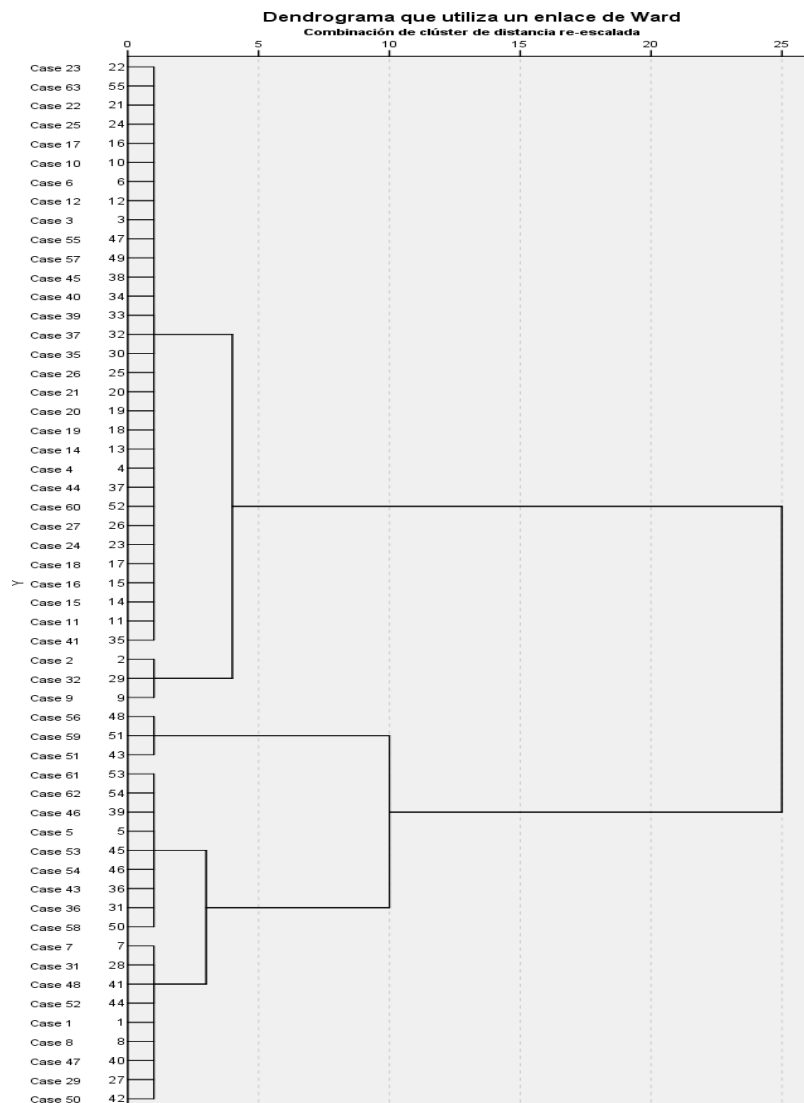 Dendrograma que utiliza un enlace de Ward
Combinación de clúster de distancia re-escalada
0 5 10 15 20 25
Case 23 22
Case 63 55
Case 22 21
Case 25 24
Case 17 16
Case 10 10
Case 6 6
Case 12 12
Case 3 3
Case 55 47
Case 57 49
Case 45 38
Case 40 34
Case 39 33
Case 37 32
Case 35 30
Case 26 25
Case 21 20
Case 20 19
Case 19 18
Case 14 13
Case 4 4
Case 44 37
Case 60 52
Case 27 26
Case 24 23
Case 18 17
Y Case 16 15
Case 15 14
Case 11 11
Case 41 35
Case 2 2
Case 32 29
Case 9 9
Case 56 48
Case 59 51
Case 51 43
Case 61 53
Case 62 54
Case 46 39
Case 5 5
Case 53 45
Case 54 46
Case 43 36
Case 36 31
Case 58 50
Case 7 7
Case 31 28
Case 48 41
Case 52 44
Case 1 1
Case 8 8
Case 47 40
Case 29 27
Case 50 42